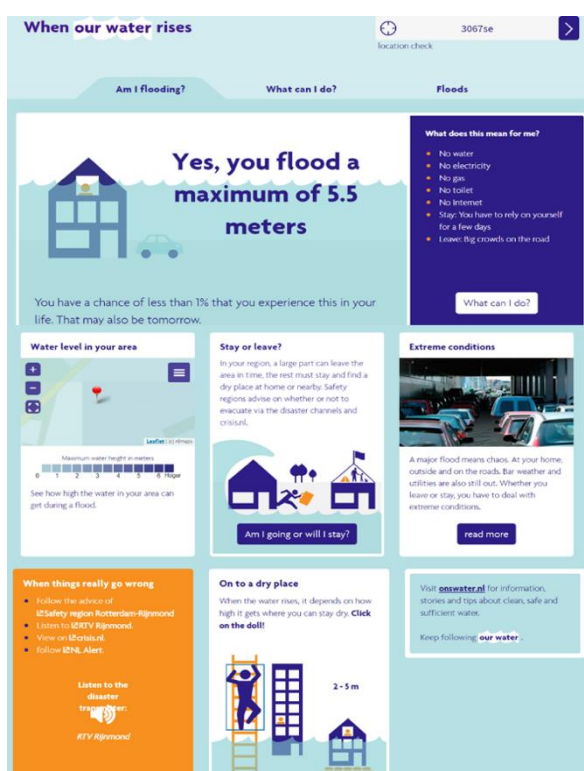 When our water rises
3067se
location check
Am I flooding?
What can I do?
Floods
Yes, you flood a
maximum of 5.5
meters
You have a chance of less than 1% that you experience this in your
life. That may also be tomorrow.
What does this mean for me?
No water
No electricity
No gas
No toilet
No Internet
Stay: You have to rely on yourself
for a few days
Leave: Big crowds on the road
What can I do?
Water level in your area
+
−
Leaflet
Maximum water height in meters
0 1 2 3 4 5 6 Hoger
See how high the water in your area can
get during a flood.
Stay or leave?
In your region, a large part can leave the
area in time, the rest must stay and find a
dry place at home or nearby. Safety
regions advise on whether or not to
evacuate via the disaster channels and
crisis.nl.
Am I going or will I stay?
Extreme conditions
A major flood means chaos. At your home,
outside and on the roads. Bar weather and
utilities are also still out. Whether you
leave or stay, you have to deal with
extreme conditions.
read more
When things really go wrong
Follow the advice of
Safety region Rotterdam-Rijnmond
Listen to RTV Rijnmond.
View on crisis.nl.
Follow NL Alert.
Listen to the
disaster
RTV Rijnmond
On to a dry place
When the water rises, it depends on how
high it gets where you can stay dry. Click
on the doll!
2 - 5 m
Visit onswater.nl for information,
stories and tips about clean, safe and
sufficient water.
Keep following our water .